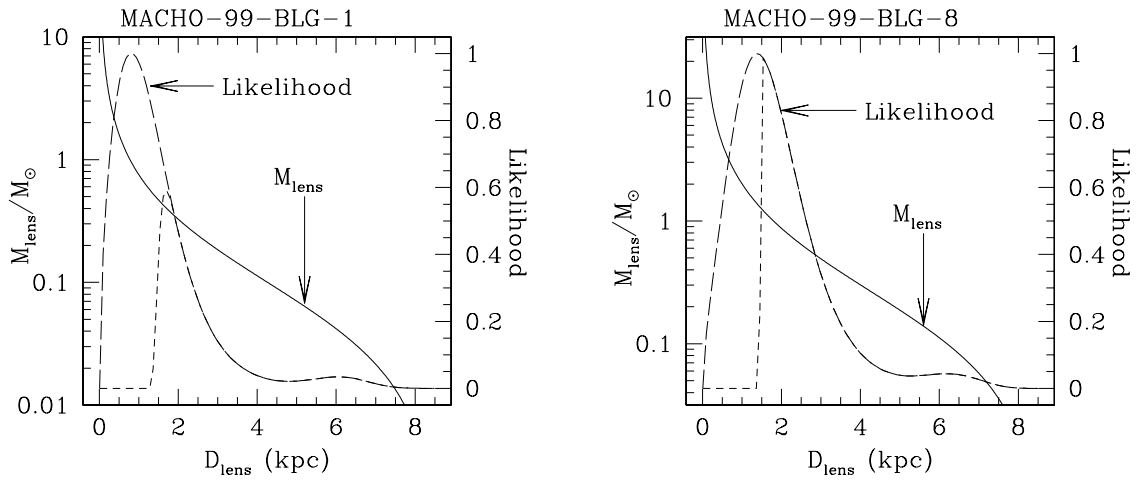 MACHO-99-BLG-1
10
1
0.1
0.01
M_lens/M_⊙
Likelihood
M_lens
1
0.8
0.6
0.4
0.2
0
Likelihood
0 2 4 6 8
D_lens (kpc)
MACHO-99-BLG-8
10
1
0.1
M_lens/M_⊙
Likelihood
M_lens
1
0.8
0.6
0.4
0.2
0
Likelihood
0 2 4 6 8
D_lens (kpc)